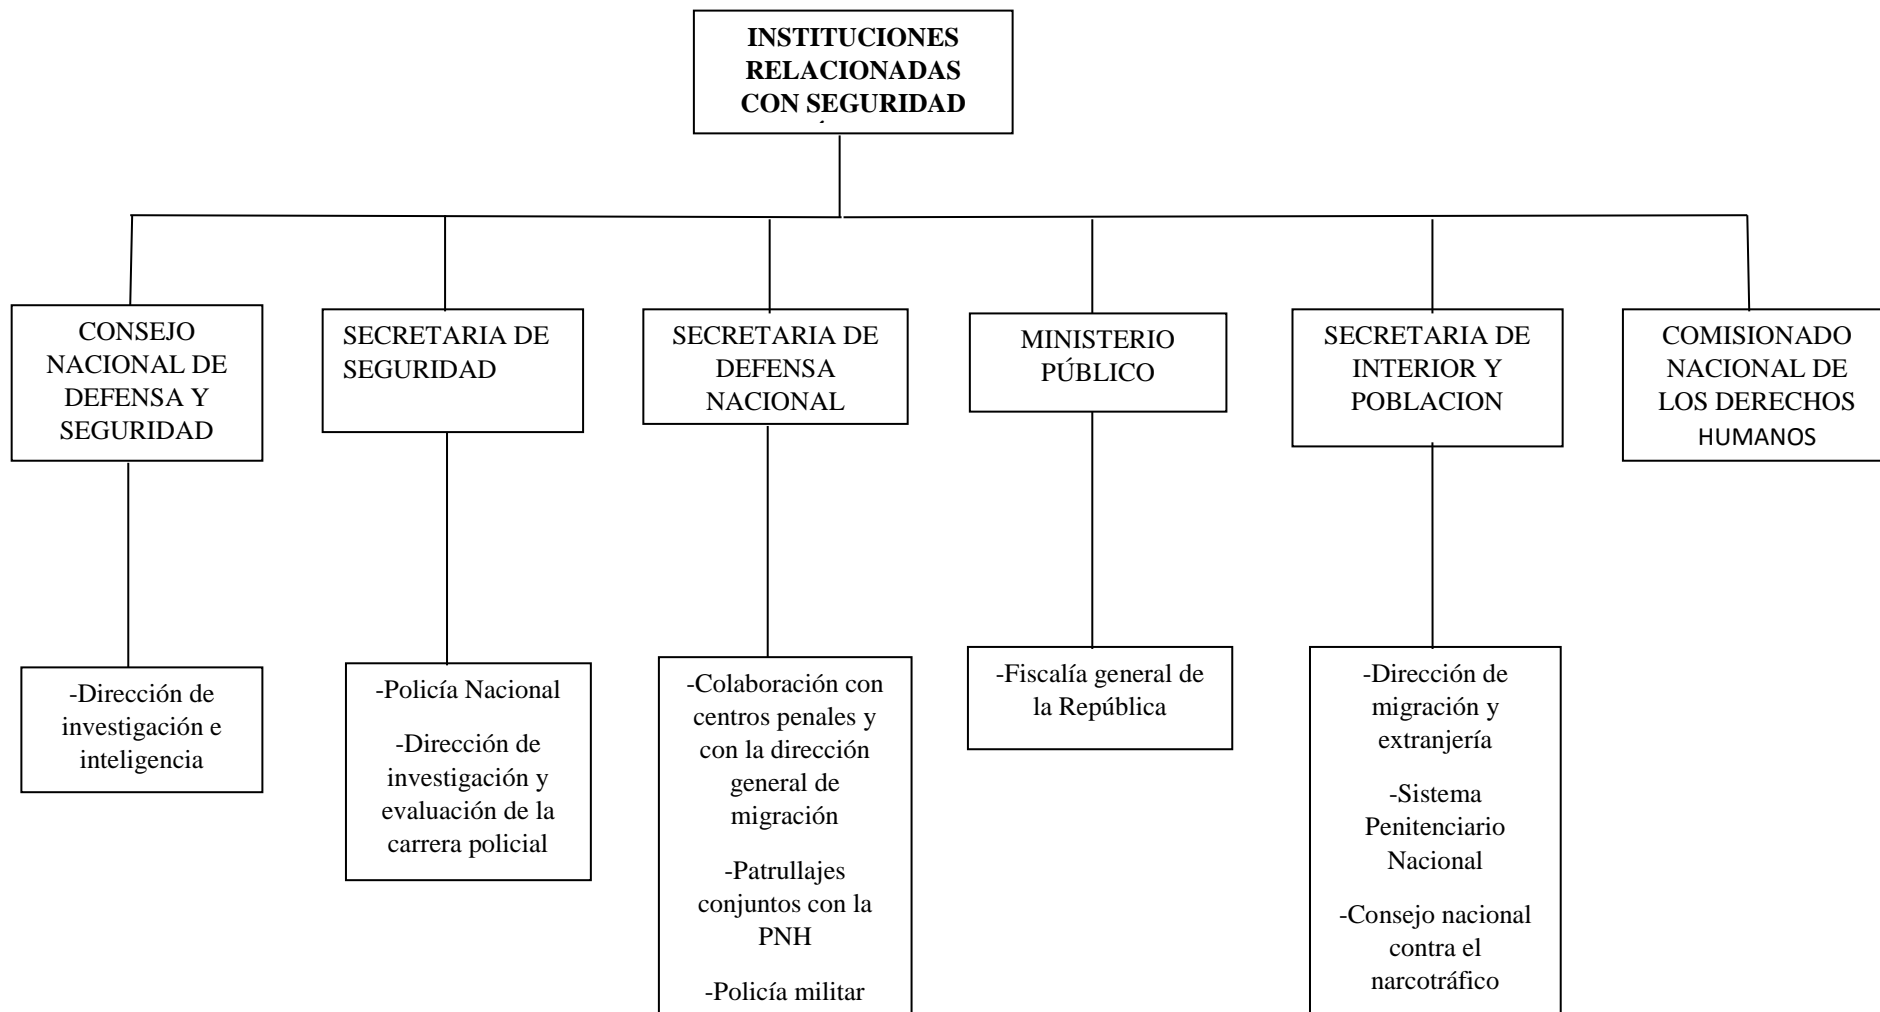 INSTITUCIONES
RELACIONADAS
CON SEGURIDAD
CONSEJO
NACIONAL DE
DEFENSA Y
SEGURIDAD
SECRETARIA DE
SEGURIDAD
SECRETARIA DE
DEFENSA
NACIONAL
MINISTERIO
PÚBLICO
SECRETARIA DE
INTERIOR Y
POBLACION
COMISIONADO
NACIONAL DE
LOS DERECHOS
HUMANOS
-Dirección de
investigación e
inteligencia
-Policía Nacional
-Dirección de
investigación y
evaluación de la
carrera policial
-Colaboración con
centros penales y
con la dirección
general de
migración
-Patrullajes
conjuntos con la
PNH
-Policía militar
-Fiscalía general de
la República
-Dirección de
migración y
extranjería
-Sistema
Penitenciario
Nacional
-Consejo nacional
contra el
narcotráfico